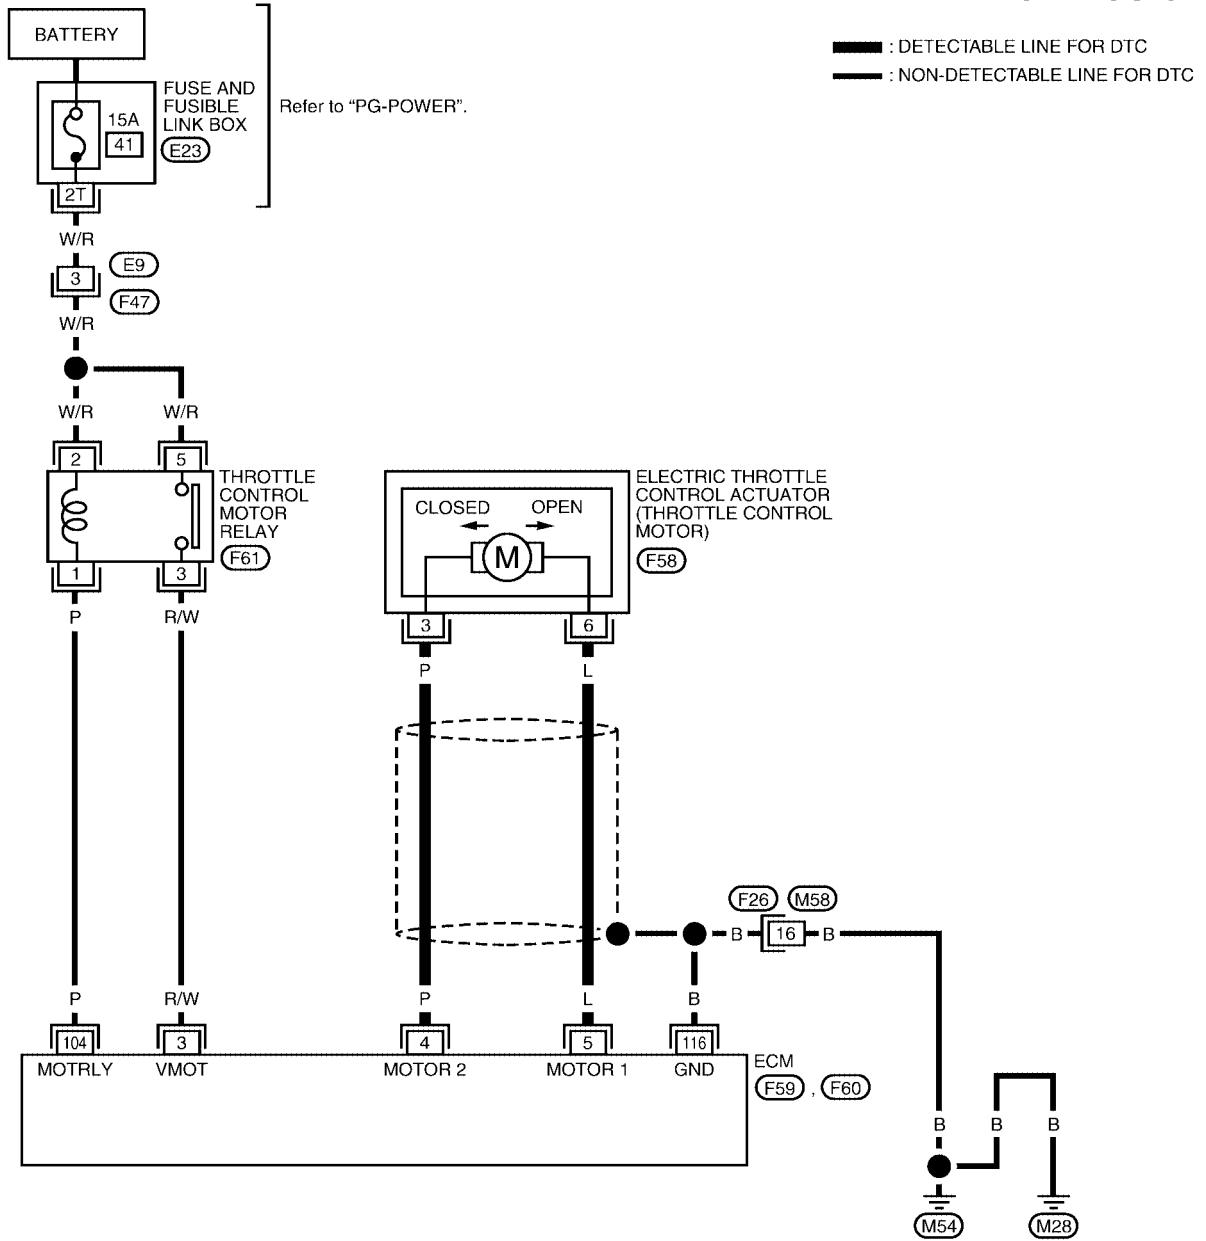 BATTERY
: DETECTABLE LINE FOR DTC
: NON-DETECTABLE LINE FOR DTC
FUSE AND
FUSIBLE
LINK BOX
E23
15A
41
Refer to “PG-POWER”.
2T
W/R
E9
3
F47
W/R
W/R W/R
2 5
THROTTLE
CONTROL
MOTOR
RELAY
F61
ELECTRIC THROTTLE
CONTROL ACTUATOR
(THROTTLE CONTROL
MOTOR)
F58
CLOSED OPEN
M
1 3
P R/W
3 6
P L
F26 M58
B 16 B
P R/W P L B
104 3 4 5 116
MOTRLY VMOT MOTOR 2 MOTOR 1 GND
ECM
F59 , F60
B B B
M54 M28